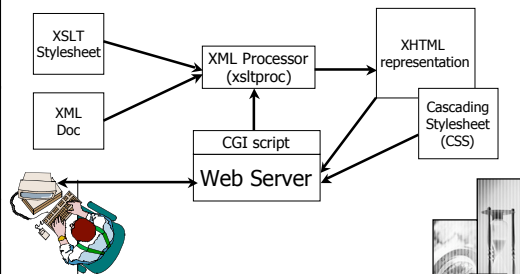 XSLT
Stylesheet
XML Processor
(xsltproc)
XHTML
representation
XML
Doc
Cascading
Stylesheet
(CSS)
CGI script
Web Server